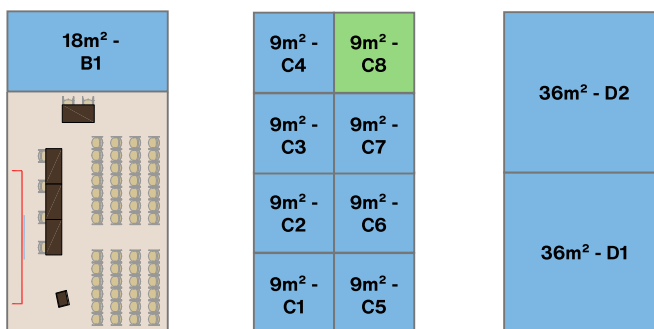 18m² -
B1
9m² -
C4
9m² -
C8
9m² -
C3
9m² -
C7
9m² -
C2
9m² -
C6
9m² -
C1
9m² -
C5
36m² - D2
36m² - D1